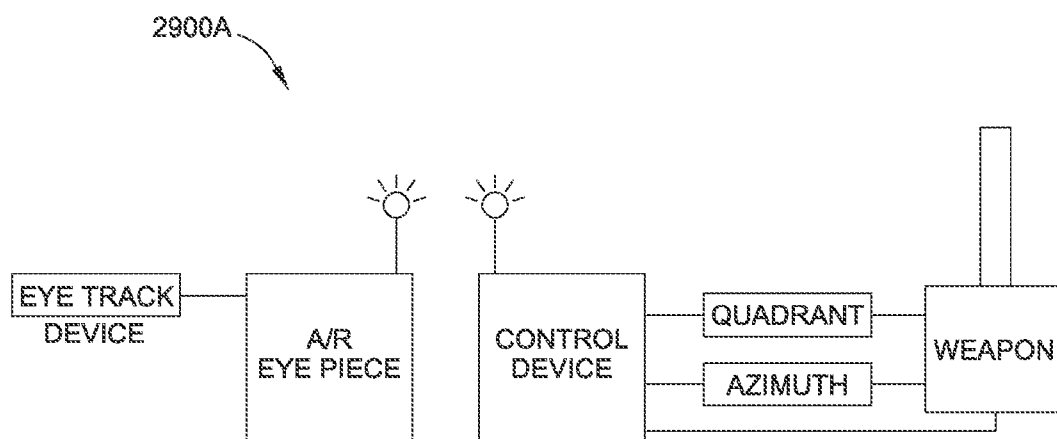 2900A
EYE TRACK
DEVICE
A/R
EYE PIECE
CONTROL
DEVICE
QUADRANT
AZIMUTH
WEAPON